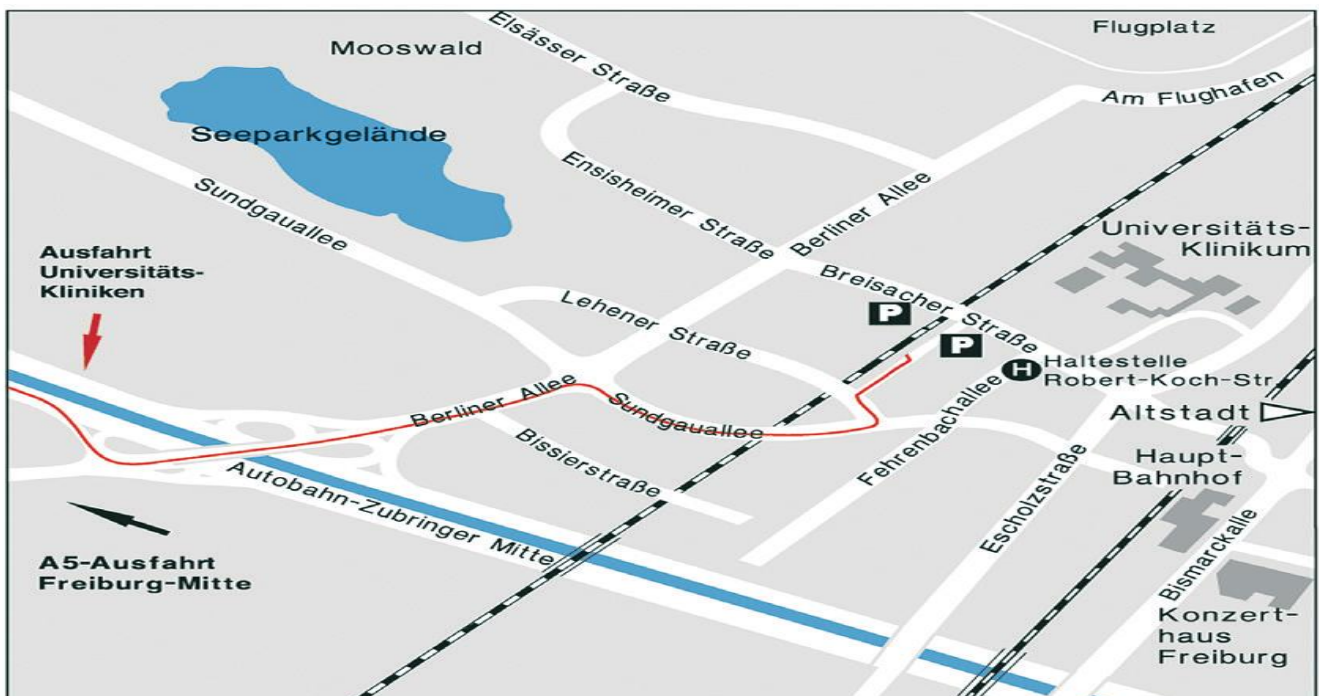 Elsässer Straße
Flugplatz
Mooswald
Am Flughafen
Seeparkgelände
Ensisheimer Straße
Berliner Allee
Sundgauallee
Universitäts-
Klinikum
Ausfahrt
Universitäts-
Kliniken
Breisacher Straße
Lehener Straße
P
P
H
Haltestelle
Robert-Koch-Str.
Altstadt
Berliner Allee
Sundgauallee
Bissierstraße
Fehrenbachallee
Haupt-
Bahnhof
Escholzstraße
Autobahn-Zubringer Mitte
A5-Ausfahrt
Freiburg-Mitte
Bismarckalle
Konzert-
haus
Freiburg